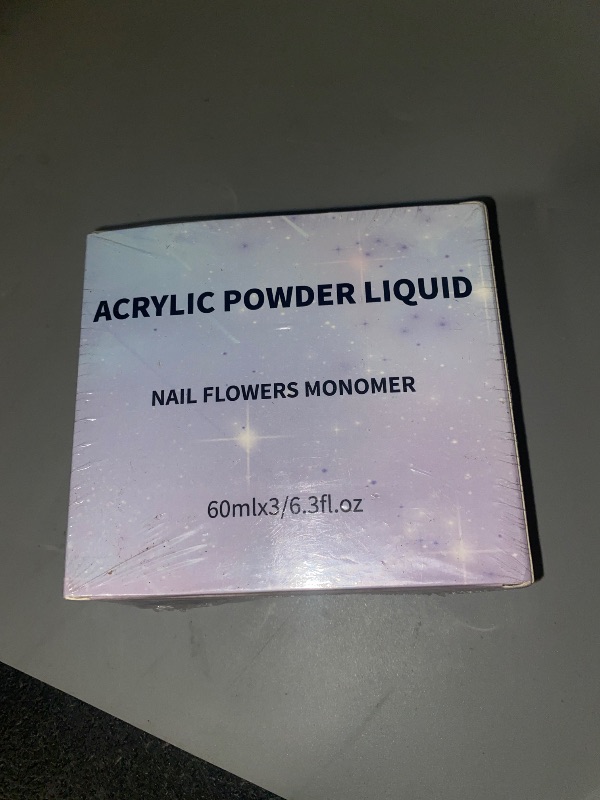 ACRYLIC POWDER LIQUID
NAIL FLOWERS MONOMER
60mlx3/6.3fl.oz